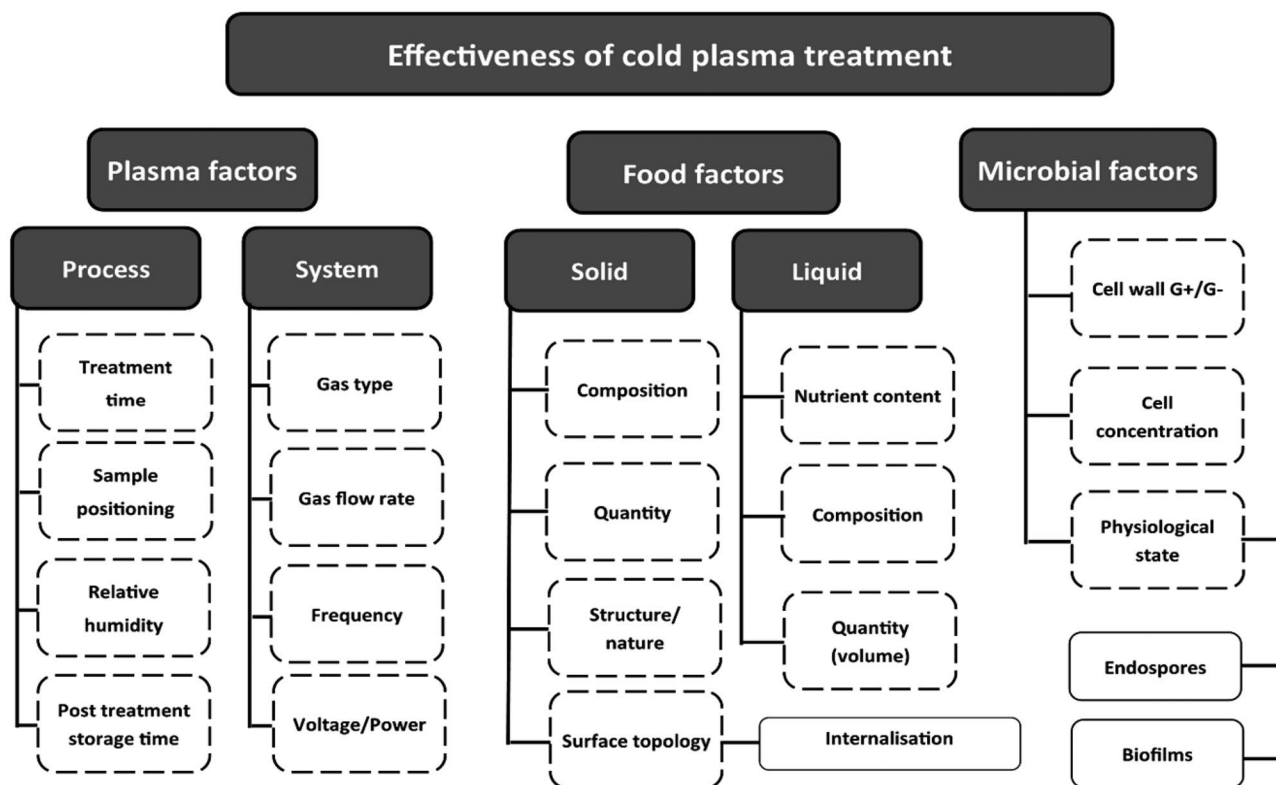 Effectiveness of cold plasma treatment
Plasma factors
Process
Treatment
time
Sample
positioning
Relative
humidity
Post treatment
storage time
System
Gas type
Gas flow rate
Frequency
Voltage/Power
Food factors
Solid
Composition
Quantity
Structure/
nature
Surface topology
Internalisation
Liquid
Nutrient content
Composition
Quantity
(volume)
Microbial factors
Cell wall G+/G-
Cell
concentration
Physiological
state
Endospores
Biofilms